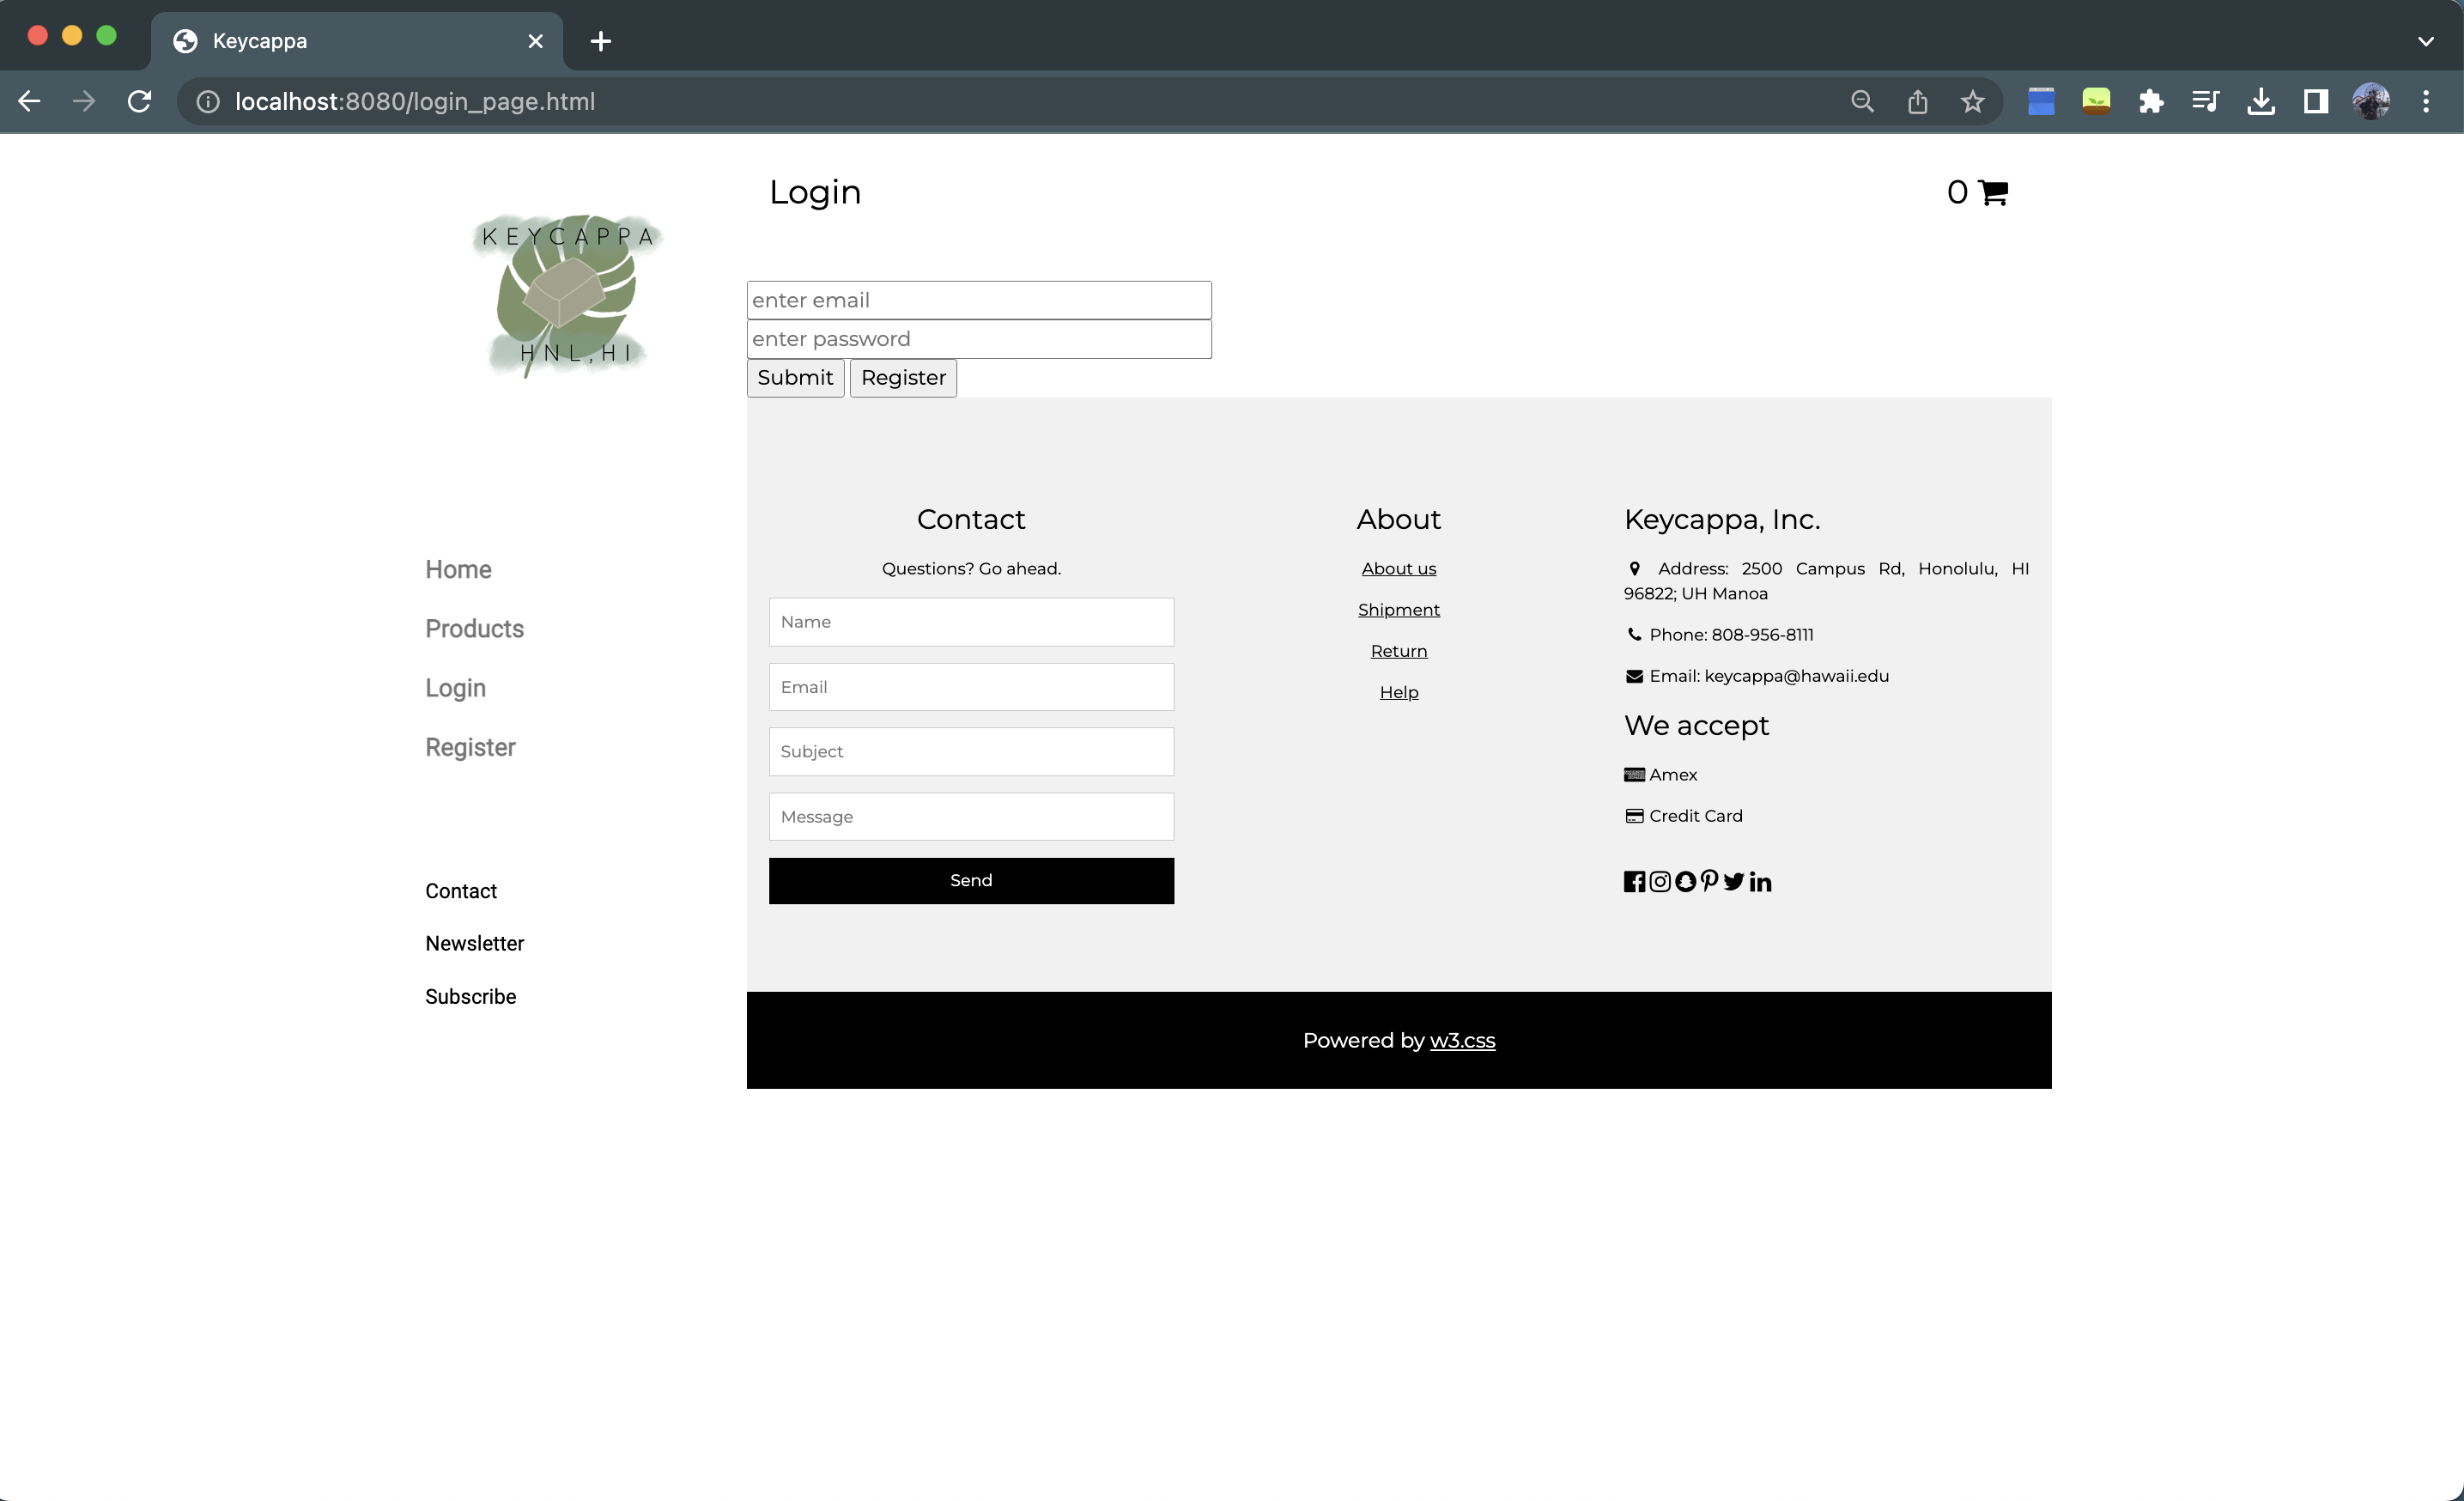 Keycappa
localhost:8080/login_page.html
KEYCAPPA
HNL, HI
Home
Products
Login
Register
Contact
Newsletter
Subscribe
Login
0
enter email
enter password
Submit Register
Contact
Questions? Go ahead.
Name
Email
Subject
Message
Send
About
About us
Shipment
Return
Help
Keycappa, Inc.
Address: 2500 Campus Rd, Honolulu, HI
96822; UH Manoa
Phone: 808-956-8111
Email: keycappa@hawaii.edu
We accept
Amex
Credit Card
Powered by w3.css